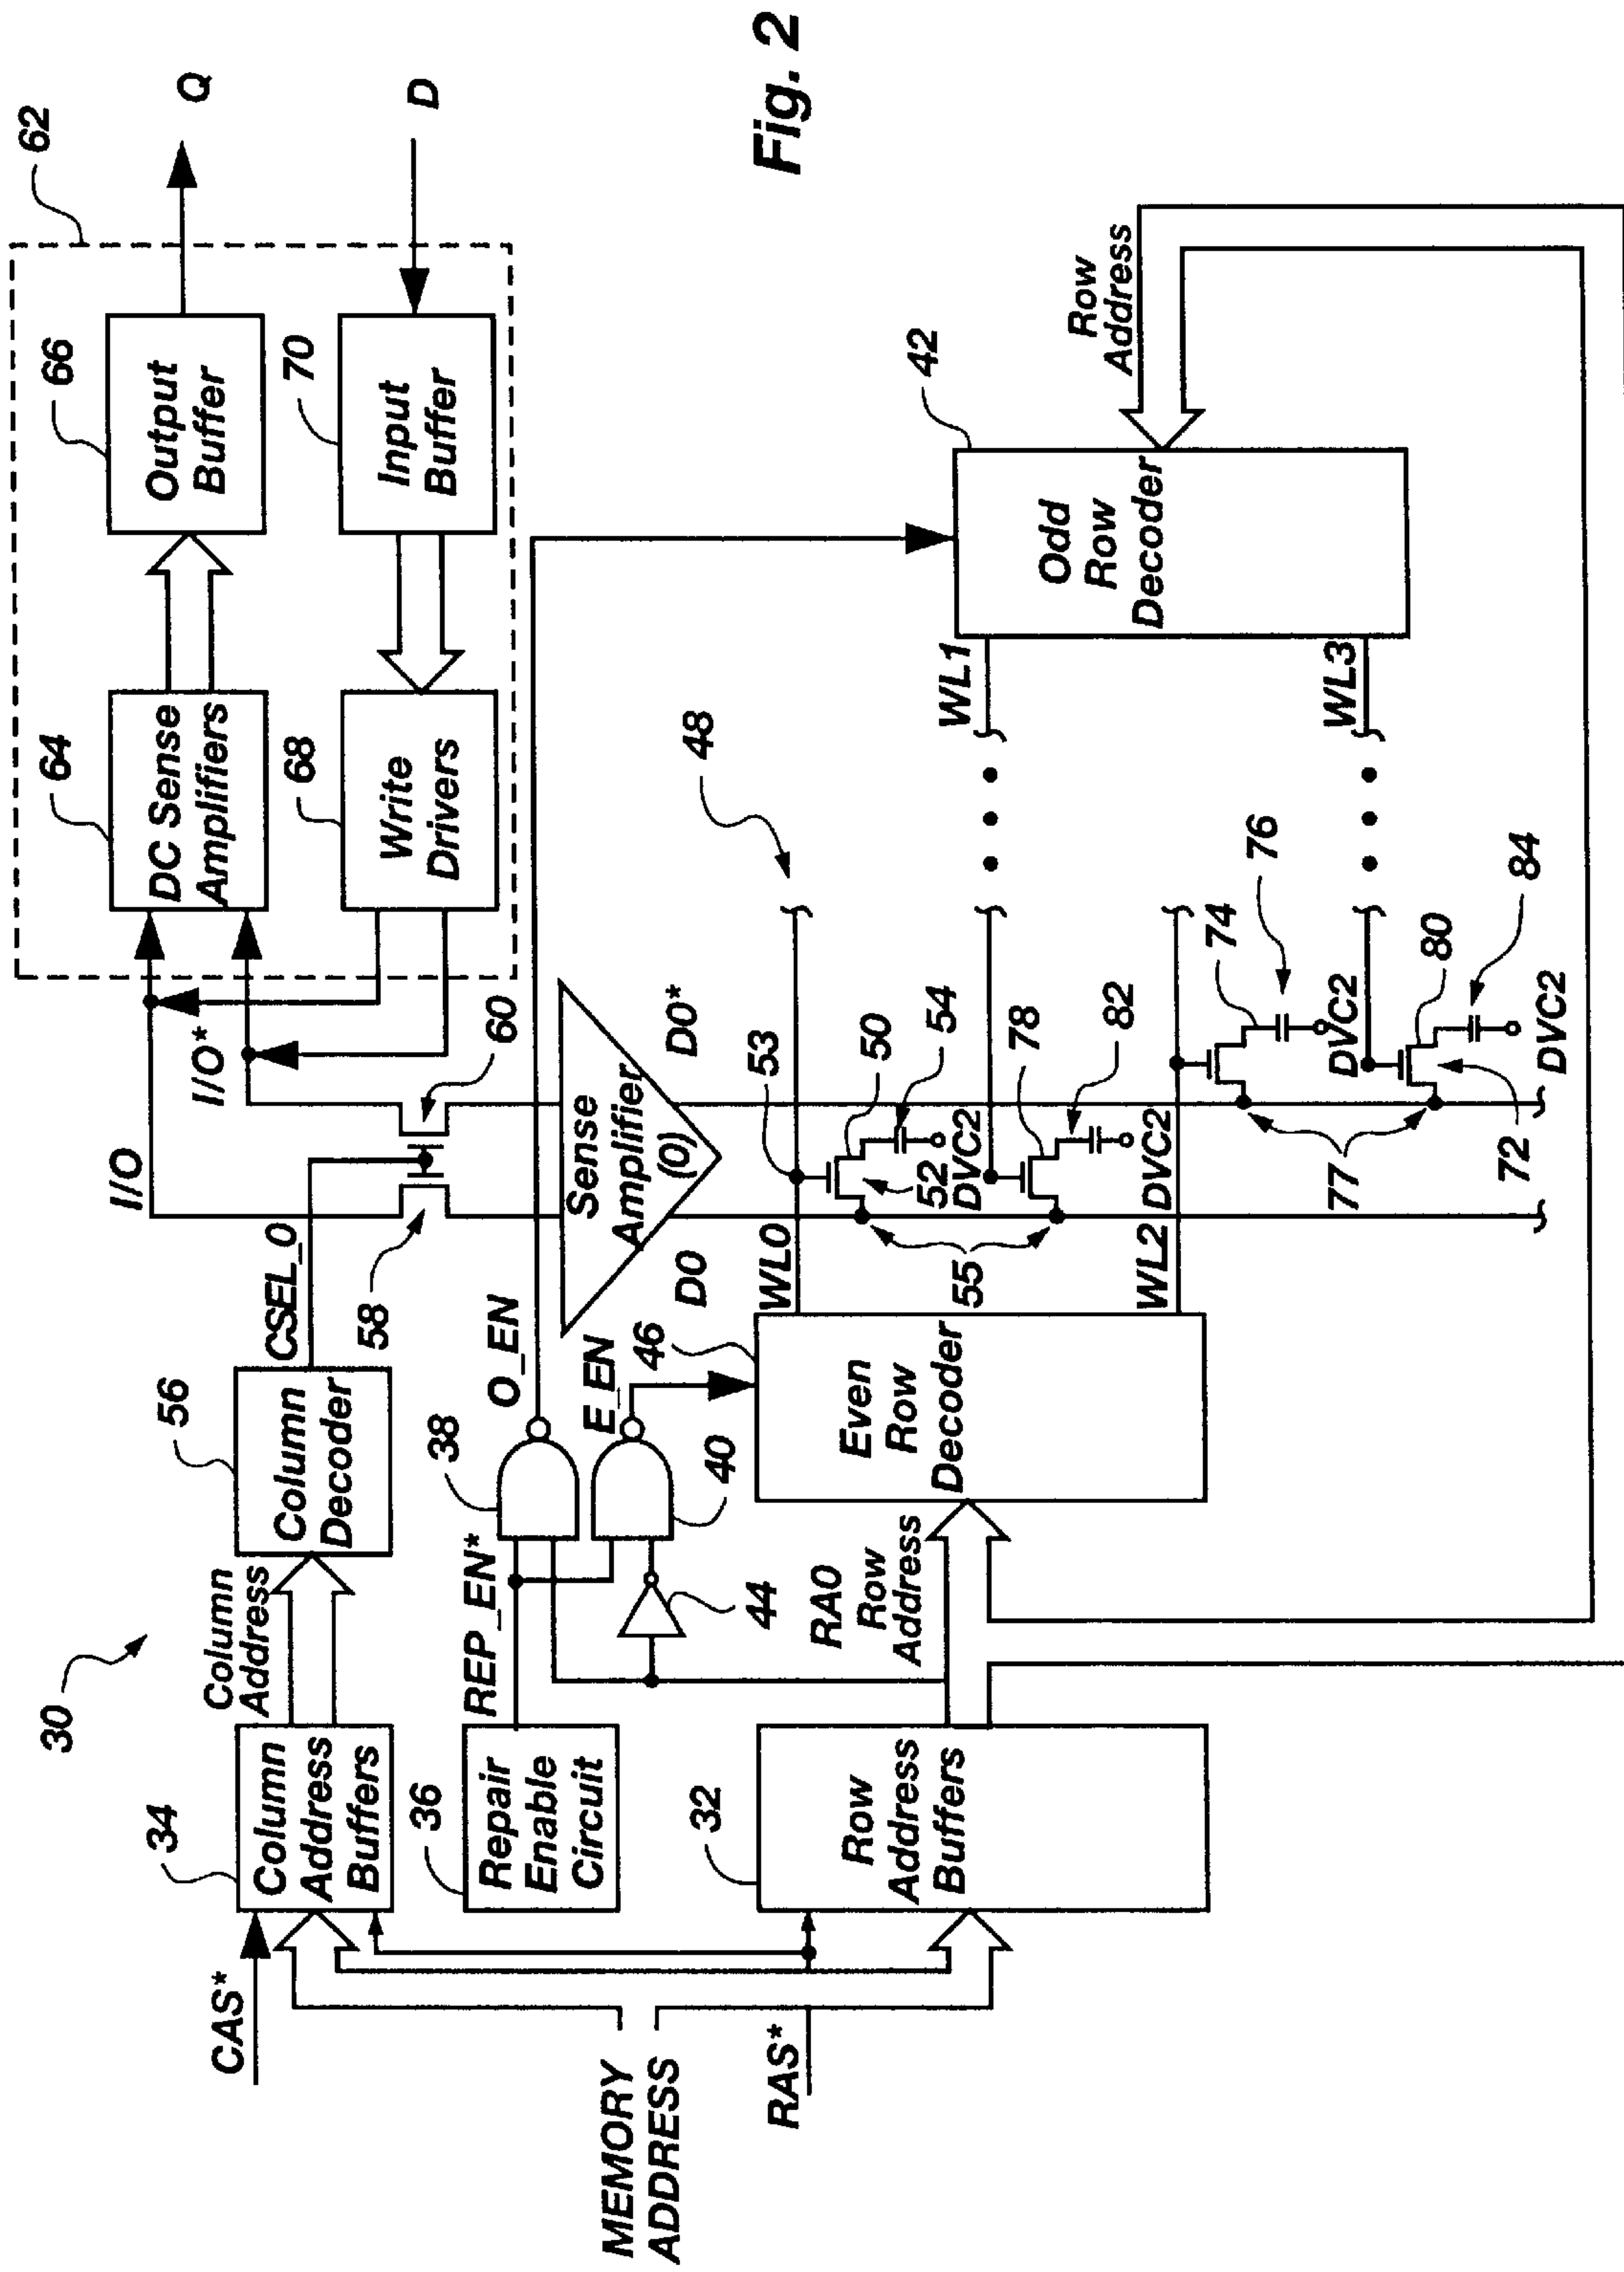 30
CAS*
34
Column
Address
Buffers
Column
Address
56
Column
Decoder
CSEL_0
58
I/O
I/O*
60
62
64
DC Sense
Amplifiers
66
Output
Buffer
Q
68
Write
Drivers
70
Input
Buffer
D
36
Repair
Enable
Circuit
REP_EN*
38
O_EN
E_EN
40
44
46
Sense
Amplifier
(0)
D0
D0*
MEMORY
ADDRESS
RAS*
32
Row
Address
Buffers
RA0
Row
Address
Even
Row
Decoder
WL0
WL2
53
50
54
52
DVC2
55
78
82
DVC2
48
WL1
WL3
42
Odd
Row
Decoder
Row
Address
74
76
DVC2
77
80
84
72
DVC2
Fig. 2